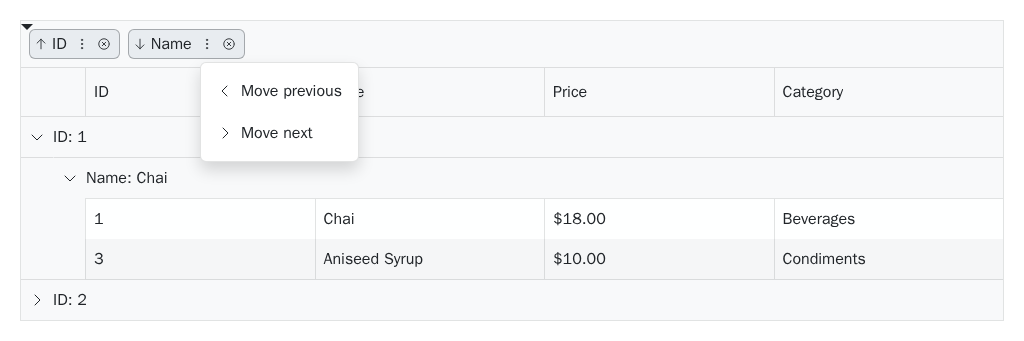 ID Name
ID e Price Category
Move previous
Move next
ID: 1
Name: Chai
1 Chai $18.00 Beverages
3 Aniseed Syrup $10.00 Condiments
ID: 2